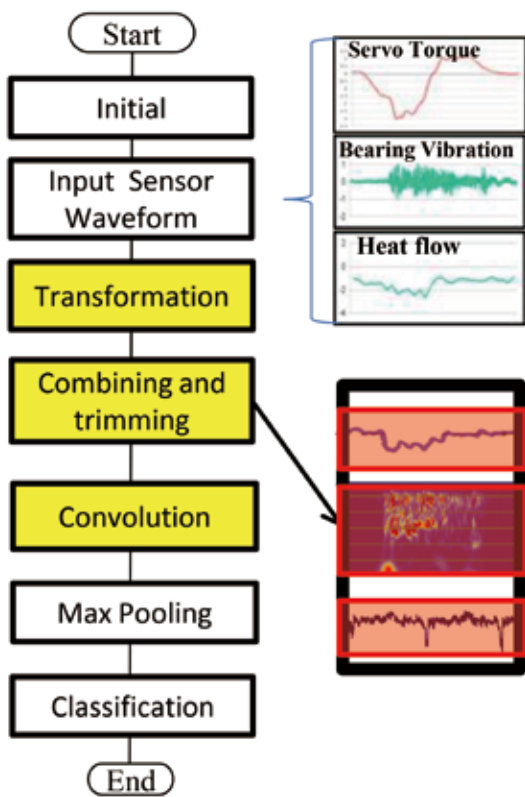 Start
Initial
Input Sensor
Waveform
Transformation
Combining and
trimming
Convolution
Max Pooling
Classification
End
Servo Torque
Bearing Vibration
Heat flow